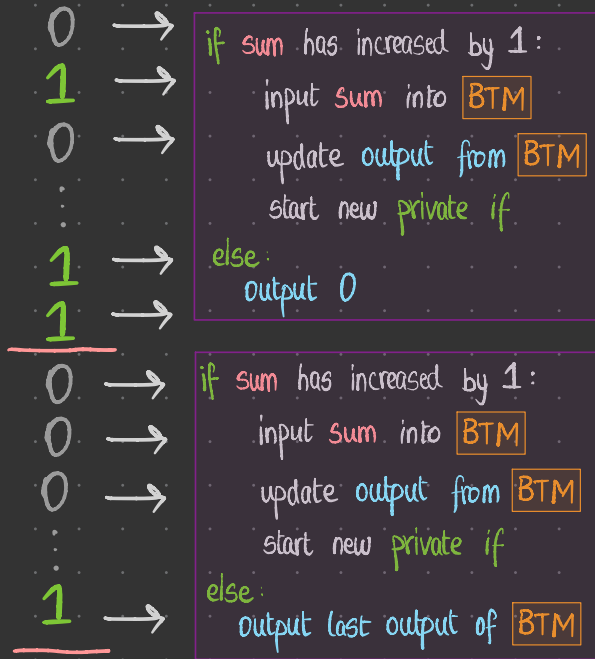 0 →
1 →
0 →
⋮
1 →
1 →
if sum has increased by 1:
input sum into BTM
update output from BTM
start new private if
else:
output 0
0 →
0 →
0 →
⋮
1 →
if sum has increased by 1:
input sum into BTM
update output from BTM
start new private if
else:
output last output of BTM